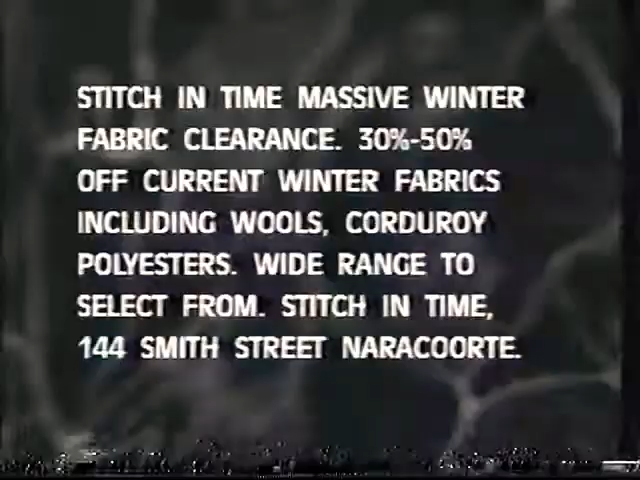 STITCH IN TIME MASSIVE WINTER
FABRIC CLEARANCE. 30%-50%
OFF CURRENT WINTER FABRICS
INCLUDING WOOLS, CORDUROY
POLYESTERS. WIDE RANGE TO
SELECT FROM. STITCH IN TIME,
144 SMITH STREET NARACOORTE.